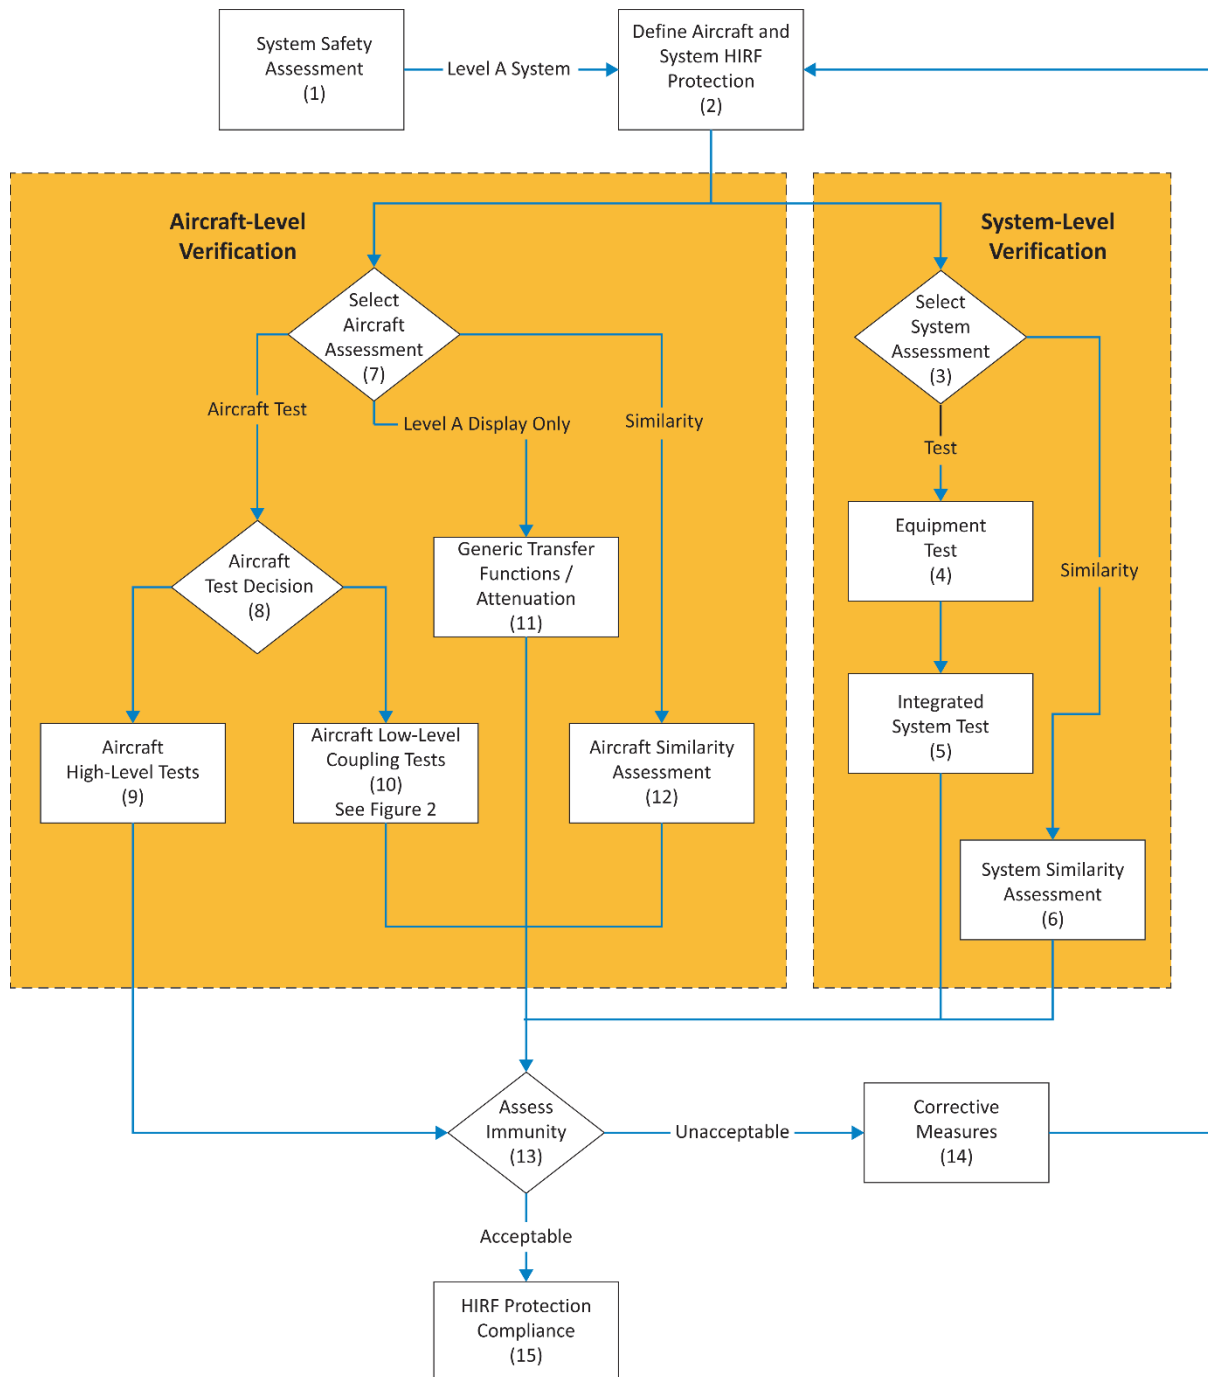 System Safety
Assessment
(1)
Level A System
Define Aircraft and
System HIRF
Protection
(2)
Aircraft-Level
Verification
System-Level
Verification
Select
Aircraft
Assessment
(7)
Select
System
Assessment
(3)
Aircraft Test
Level A Display Only
Similarity
Test
Aircraft
Test Decision
(8)
Generic Transfer
Functions /
Attenuation
(11)
Equipment
Test
(4)
Similarity
Aircraft
High-Level Tests
(9)
Aircraft Low-Level
Coupling Tests
(10)
See Figure 2
Aircraft Similarity
Assessment
(12)
Integrated
System Test
(5)
System Similarity
Assessment
(6)
Assess
Immunity
(13)
Unacceptable
Corrective
Measures
(14)
Acceptable
HIRF Protection
Compliance
(15)